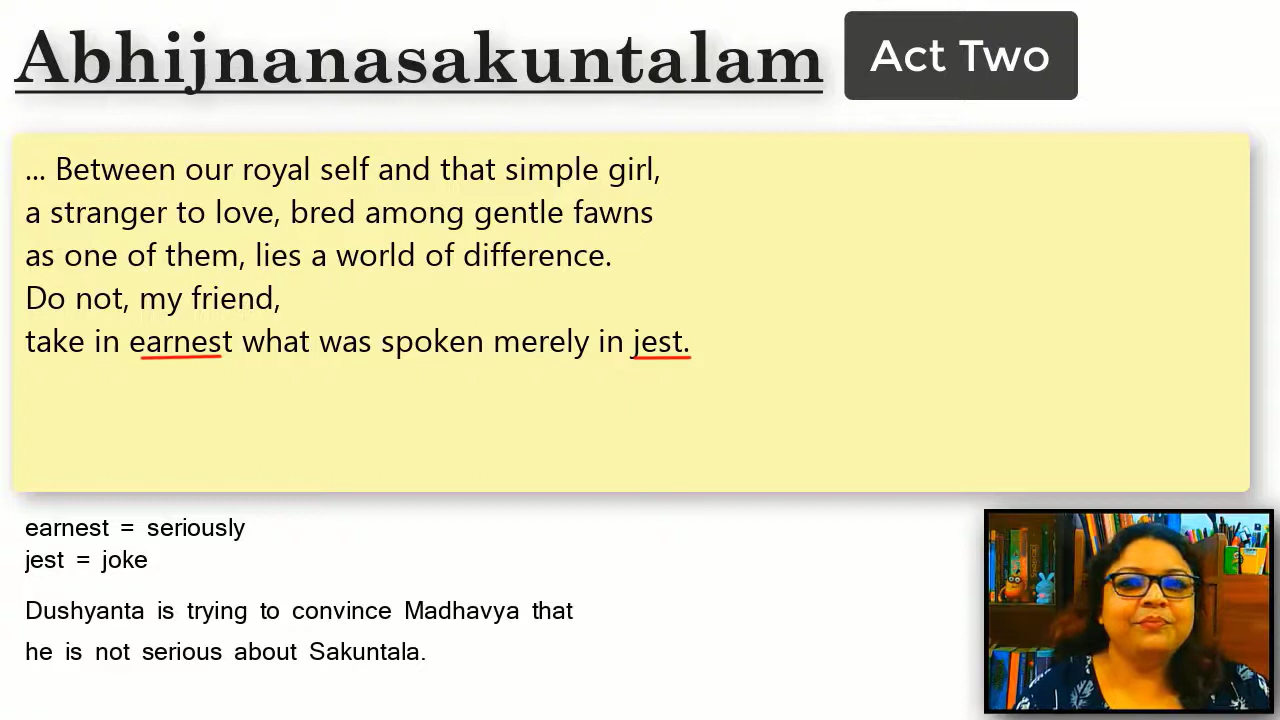 Abhijnanasakuntalam
Act Two
... Between our royal self and that simple girl,
a stranger to love, bred among gentle fawns
as one of them, lies a world of difference.
Do not, my friend,
take in earnest what was spoken merely in jest.
earnest = seriously
jest = joke
Dushyanta is trying to convince Madhavya that
he is not serious about Sakuntala.